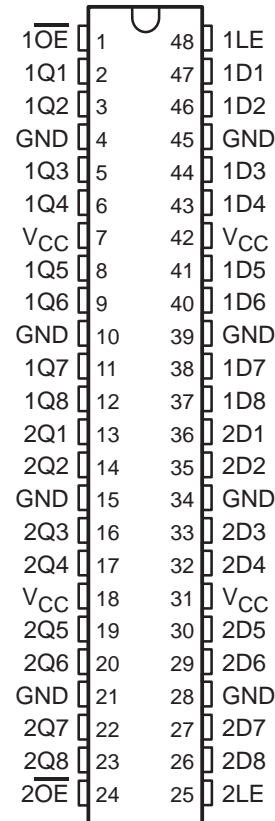 1O̅E̅ 1 48 1LE
1Q1 2 47 1D1
1Q2 3 46 1D2
GND 4 45 GND
1Q3 5 44 1D3
1Q4 6 43 1D4
VCC 7 42 VCC
1Q5 8 41 1D5
1Q6 9 40 1D6
GND 10 39 GND
1Q7 11 38 1D7
1Q8 12 37 1D8
2Q1 13 36 2D1
2Q2 14 35 2D2
GND 15 34 GND
2Q3 16 33 2D3
2Q4 17 32 2D4
VCC 18 31 VCC
2Q5 19 30 2D5
2Q6 20 29 2D6
GND 21 28 GND
2Q7 22 27 2D7
2Q8 23 26 2D8
2O̅E̅ 24 25 2LE